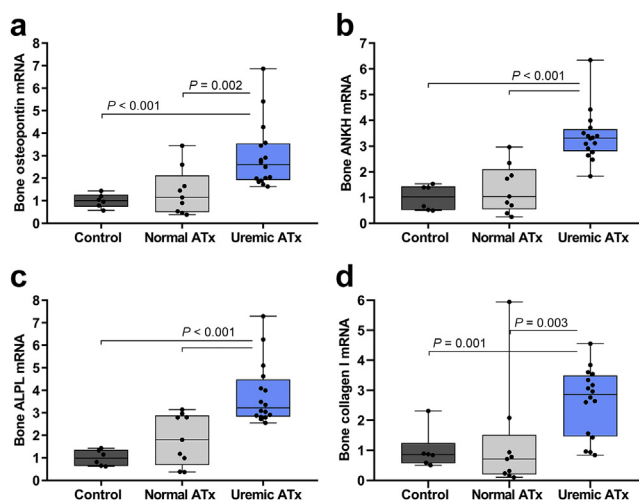 a
Bone osteopontin mRNA
8
7
6
5
4
3
2
1
0
P = 0.002
P < 0.001
Control Normal ATx Uremic ATx
b
Bone ANKH mRNA
7
6
5
4
3
2
1
0
P < 0.001
Control Normal ATx Uremic ATx
c
Bone ALPL mRNA
8
7
6
5
4
3
2
1
0
P < 0.001
Control Normal ATx Uremic ATx
d
Bone collagen I mRNA
6
5
4
3
2
1
0
P = 0.003
P = 0.001
Control Normal ATx Uremic ATx